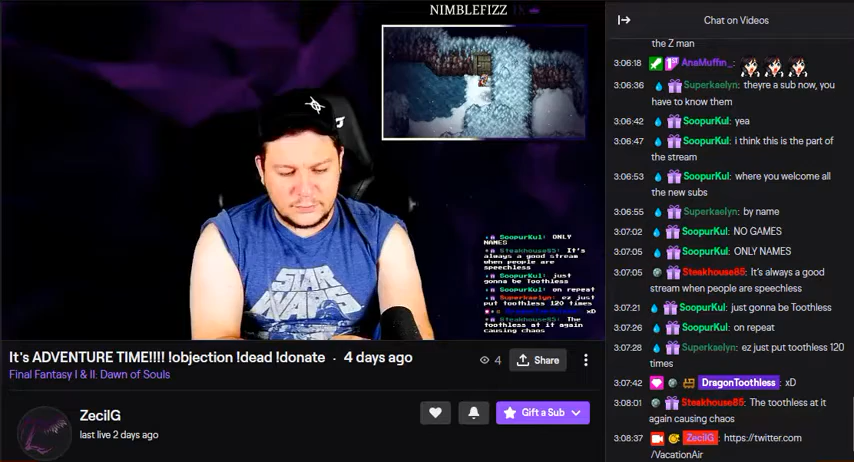 NIMBLEFIZZ 1K
STAR
WARS
SoopurKul: ONLY
NAMES
Steakhouse85: It's
always a good stream
when people are
speechless
SoopurKul: just
gonna be Toothless
SoopurKul: on repeat
Superkaelyn: ez just
put toothless 120 times
xD
Steakhouse85: The
toothless at it again
causing chaos
It's ADVENTURE TIME!!!! !objection !dead !donate · 4 days ago
4
Share
Final Fantasy I & II: Dawn of Souls
ZecilG
last live 2 days ago
Gift a Sub
Chat on Videos
the Z man
3:06:18 AnaMuffin_:
3:06:36 Superkaelyn: theyre a sub now, you
have to know them
3:06:42 SoopurKul: yea
3:06:47 SoopurKul: i think this is the part of
the stream
3:06:53 SoopurKul: where you welcome all
the new subs
3:06:55 Superkaelyn: by name
3:07:02 SoopurKul: NO GAMES
3:07:05 SoopurKul: ONLY NAMES
3:07:05 Steakhouse85: It's always a good
stream when people are speechless
3:07:21 SoopurKul: just gonna be Toothless
3:07:26 SoopurKul: on repeat
3:07:28 Superkaelyn: ez just put toothless 120
times
3:07:42 DragonToothless: xD
3:08:01 Steakhouse85: The toothless at it
again causing chaos
3:08:37 ZecilG: https://twitter.com
/VacationAir